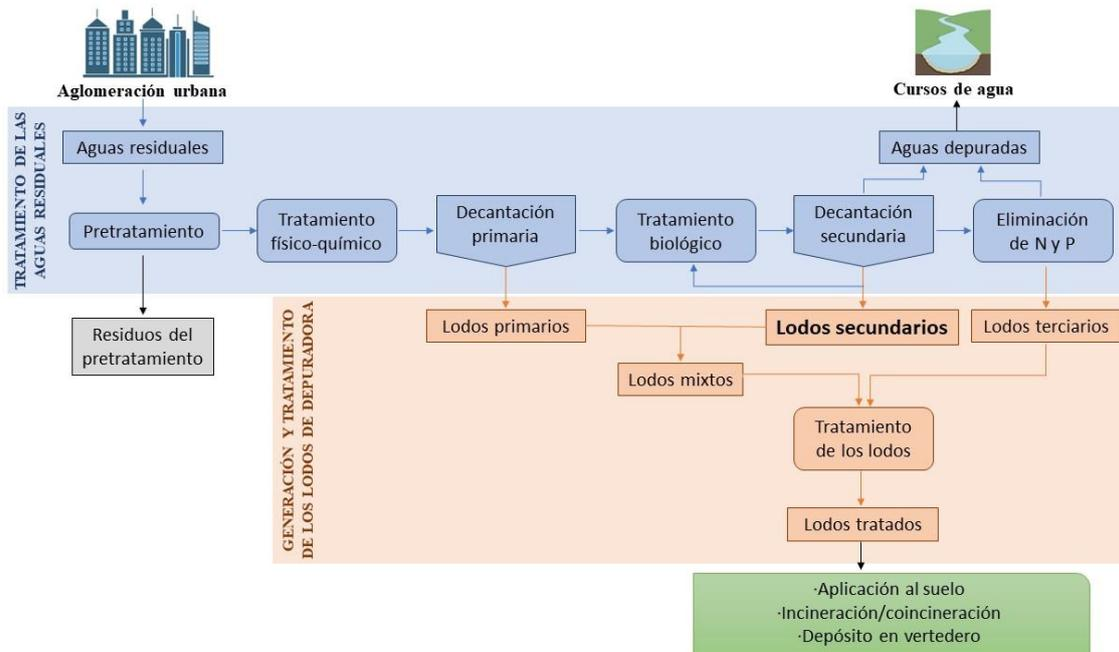 Aglomeración urbana
Cursos de agua
TRATAMIENTO DE LAS
AGUAS RESIDUALES
Aguas residuales
Aguas depuradas
Pretratamiento
Tratamiento
físico-químico
Decantación
primaria
Tratamiento
biológico
Decantación
secundaria
Eliminación
de N y P
GENERACIÓN Y TRATAMIENTO
DE LOS LODOS DE DEPURADORA
Residuos del
pretratamiento
Lodos primarios
Lodos secundarios
Lodos terciarios
Lodos mixtos
Tratamiento
de los lodos
Lodos tratados
·Aplicación al suelo
·Incineración/coincineración
·Depósito en vertedero